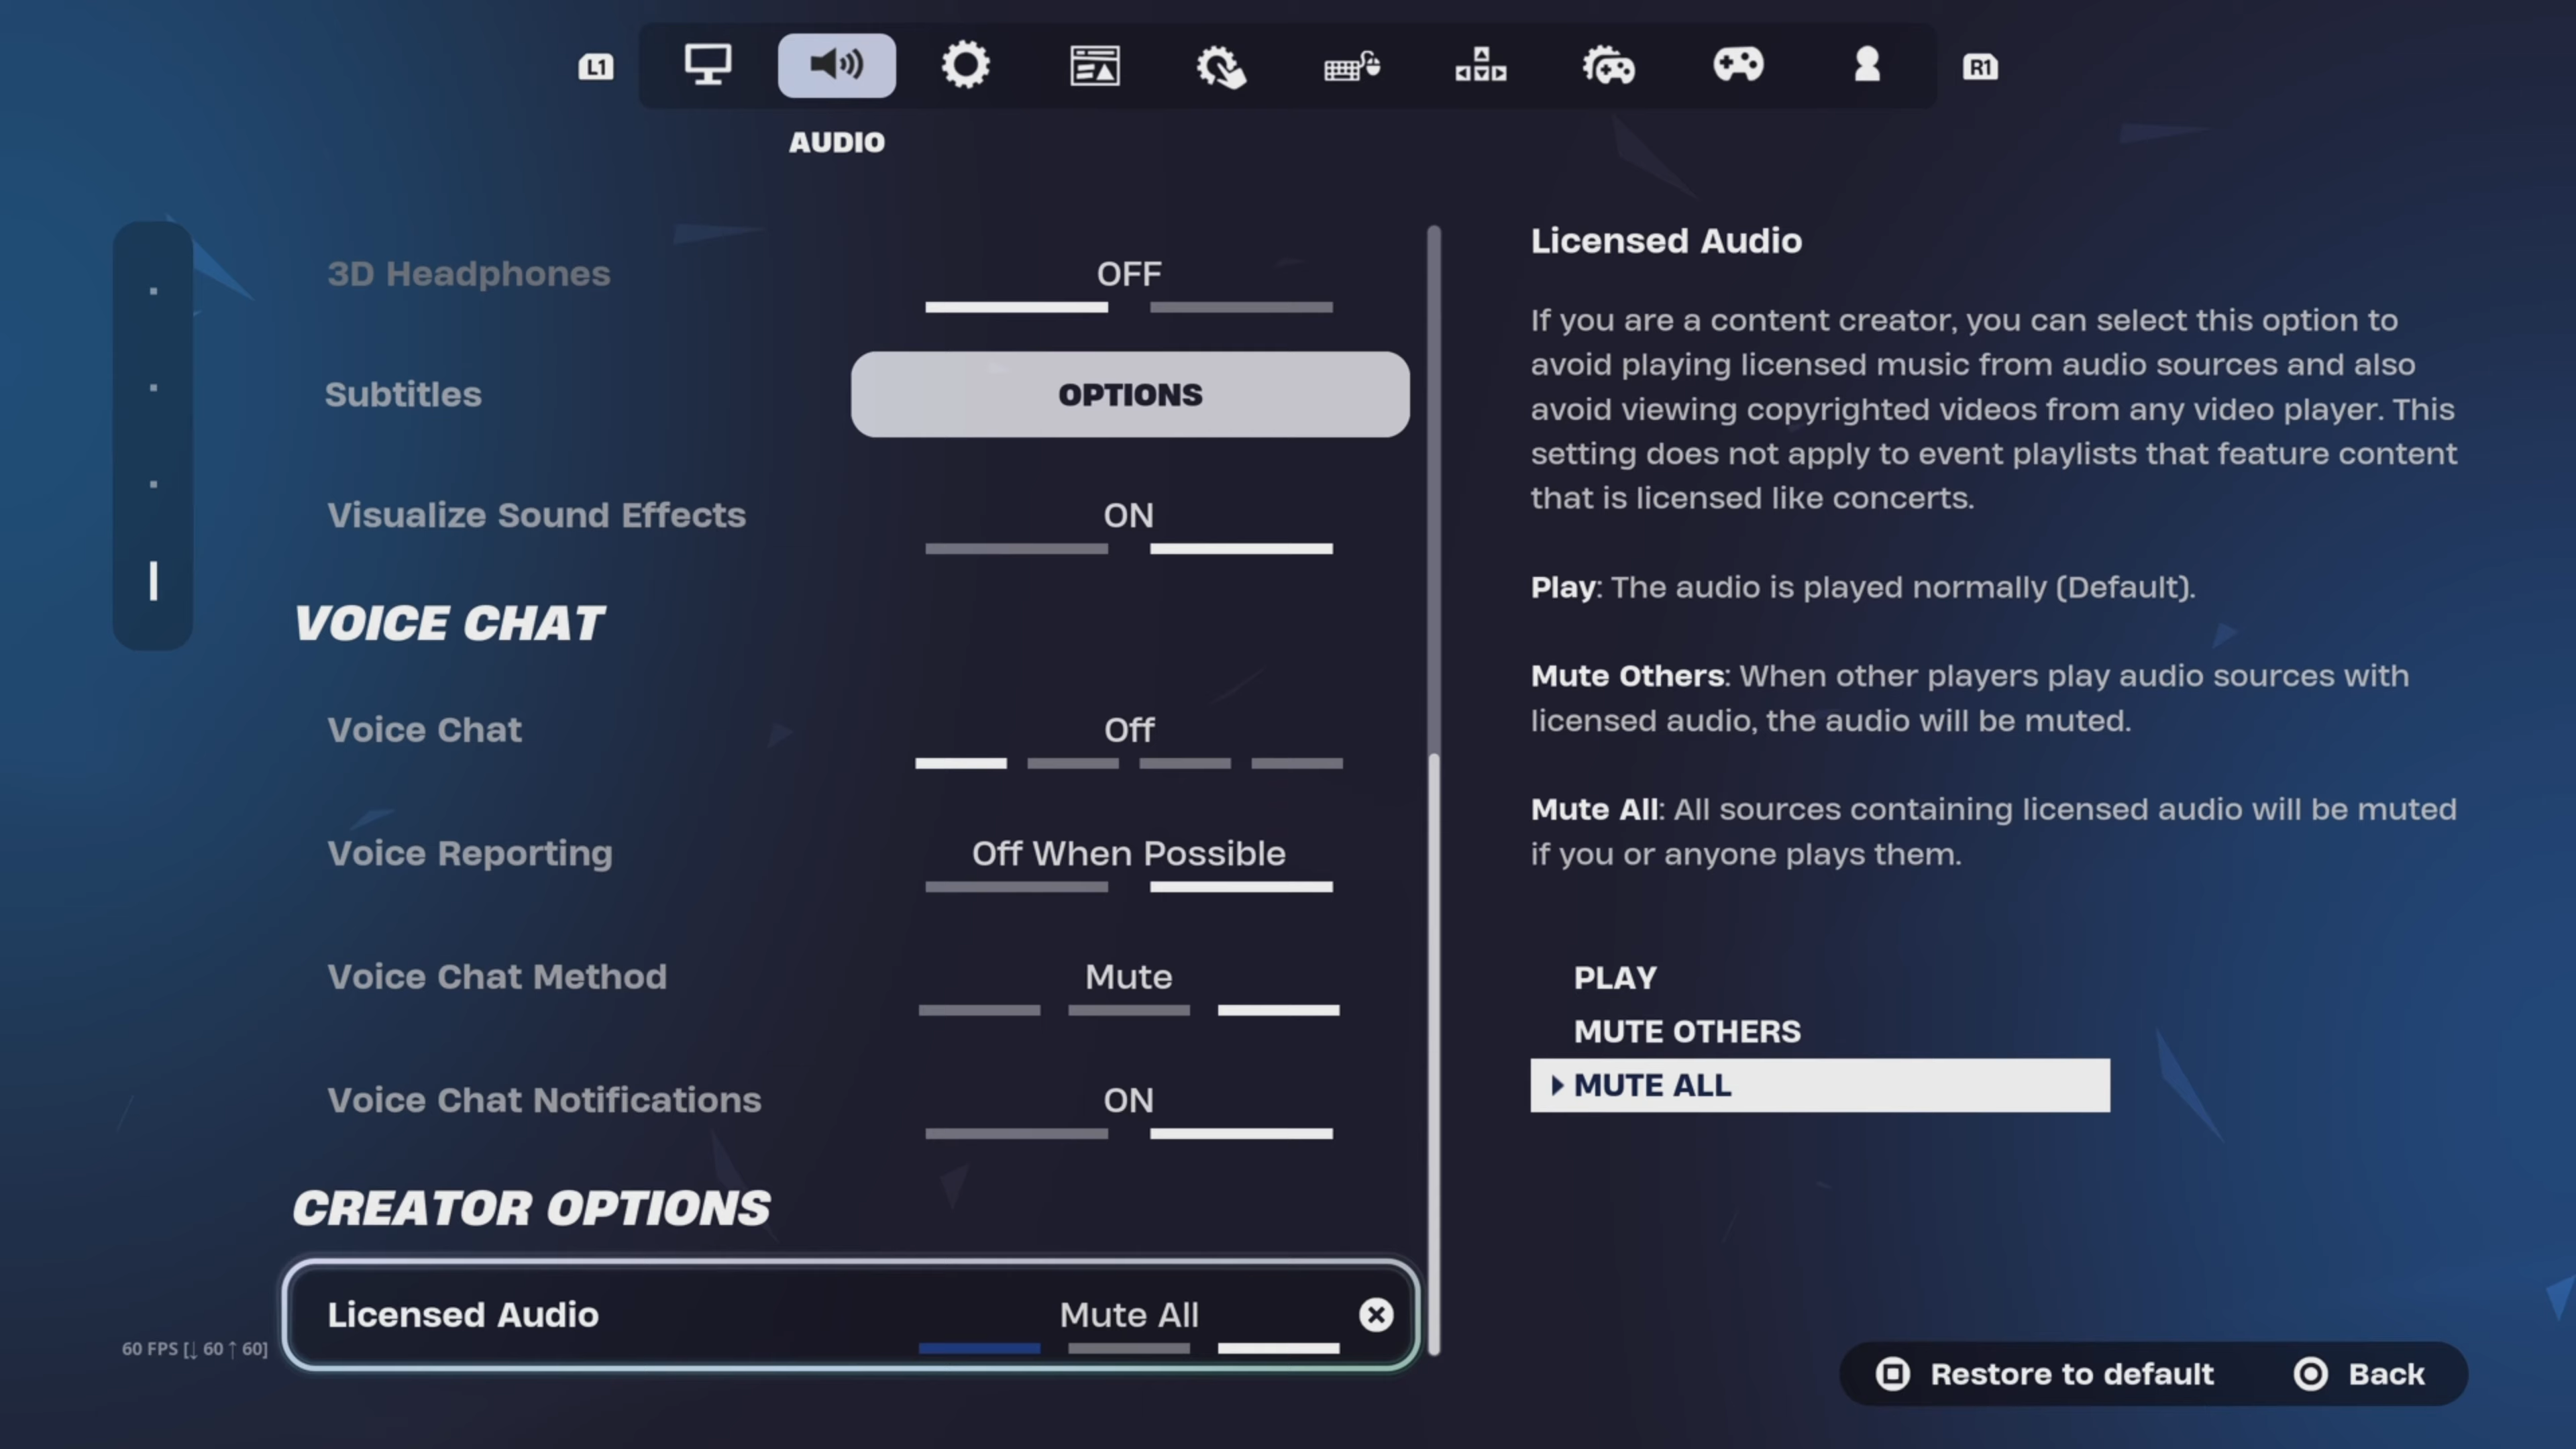 L1
R1
AUDIO
3D Headphones
OFF
Subtitles
OPTIONS
Visualize Sound Effects
ON
VOICE CHAT
Voice Chat
Off
Voice Reporting
Off When Possible
Voice Chat Method
Mute
Voice Chat Notifications
ON
CREATOR OPTIONS
Licensed Audio
Mute All
60 FPS [↓ 60 ↑ 60]
Licensed Audio
If you are a content creator, you can select this option to
avoid playing licensed music from audio sources and also
avoid viewing copyrighted videos from any video player. This
setting does not apply to event playlists that feature content
that is licensed like concerts.
Play: The audio is played normally (Default).
Mute Others: When other players play audio sources with
licensed audio, the audio will be muted.
Mute All: All sources containing licensed audio will be muted
if you or anyone plays them.
PLAY
MUTE OTHERS
MUTE ALL
Restore to default
Back